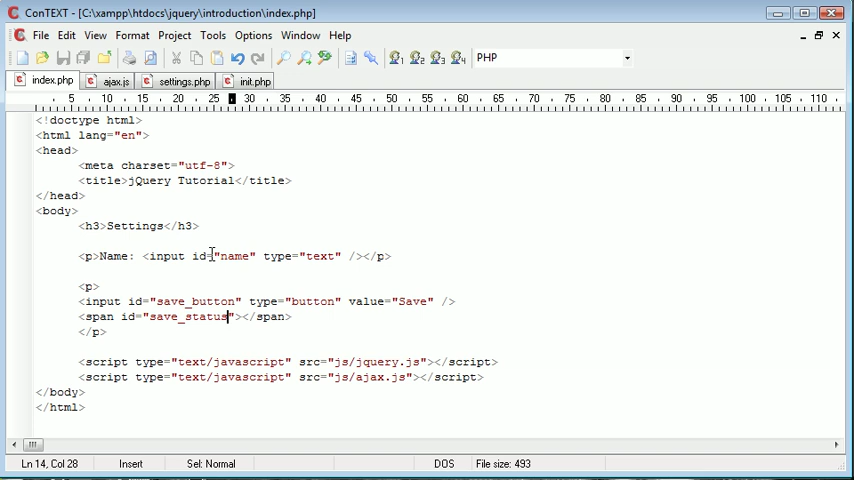 ConTEXT - [C:\xampp\htdocs\jquery\introduction\index.php]
File Edit View Format Project Tools Options Window Help
1 2 3 4 PHP
index.php ajax.js settings.php init.php
5 10 15 20 25 30 35 40 45 50 55 60 65 70 75 80 85 90 95 100 105 110
<!doctype html>
<html lang="en">
<head>
<meta charset="utf-8">
<title>jQuery Tutorial</title>
</head>
<body>
<h3>Settings</h3>
<p>Name: <input id="name" type="text" /></p>
<p>
<input id="save_button" type="button" value="Save" />
<span id="save_status"></span>
</p>
<script type="text/javascript" src="js/jquery.js"></script>
<script type="text/javascript" src="js/ajax.js"></script>
</body>
</html>
Ln 14, Col 28 Insert Sel: Normal DOS File size: 493